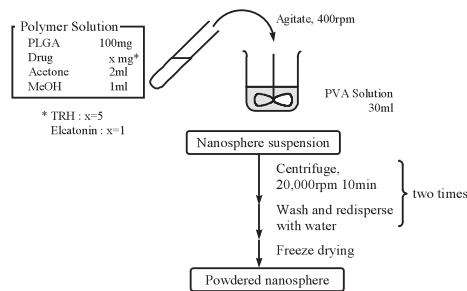 Polymer Solution
PLGA 100mg
Drug x mg*
Acetone 2ml
MeOH 1ml
* TRH : x=5
Elcatonin : x=1
Agitate, 400rpm
PVA Solution
30ml
Nanosphere suspension
Centrifuge,
20,000rpm 10min
Wash and redisperse
with water
two times
Freeze drying
Powdered nanosphere